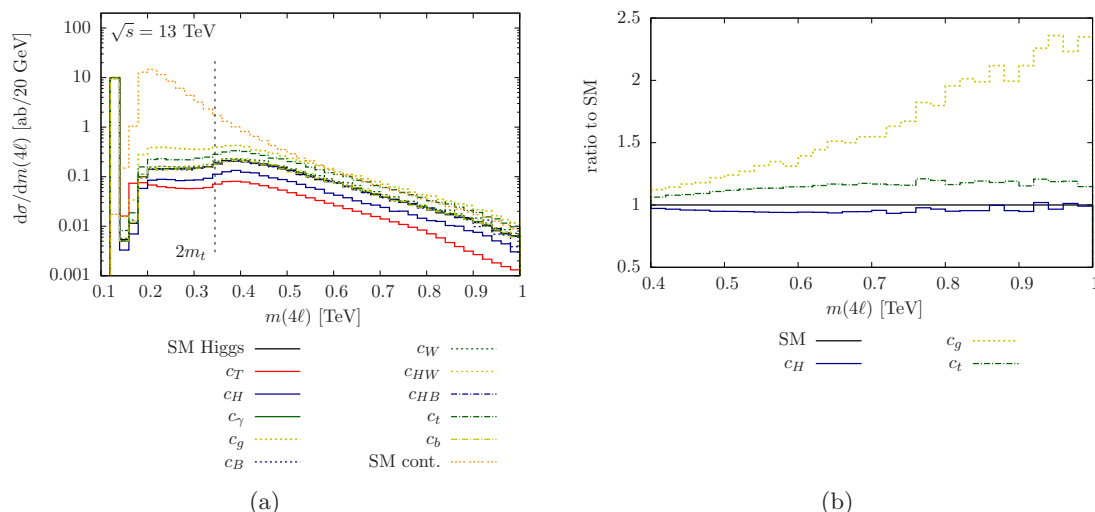 √s = 13 TeV
dσ/dm(4ℓ) [ab/20 GeV]
100
10
1
0.1
0.01
0.001
2m_t
0.1 0.2 0.3 0.4 0.5 0.6 0.7 0.8 0.9 1
m(4ℓ) [TeV]
SM Higgs
c_T
c_H
c_γ
c_g
c_B
c_W
c_HW
c_HB
c_t
c_b
SM cont.
(a)
ratio to SM
2.5
2
1.5
1
0.5
0.4 0.5 0.6 0.7 0.8 0.9 1
m(4ℓ) [TeV]
SM
c_H
c_g
c_t
(b)